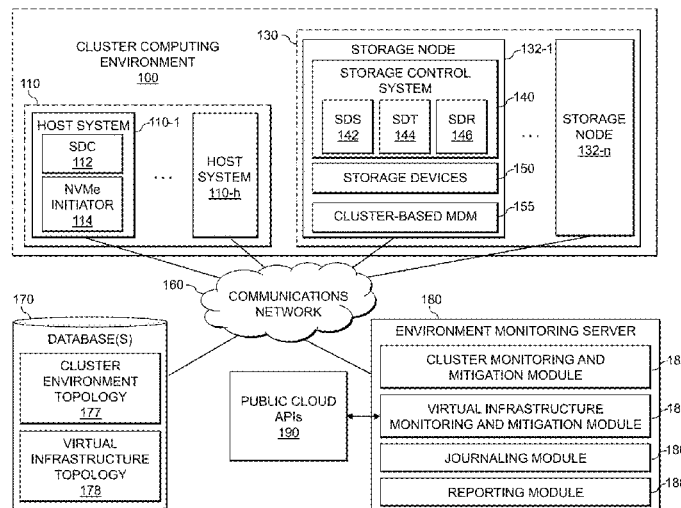 CLUSTER COMPUTING
ENVIRONMENT
100
110
HOST SYSTEM
110-1
SDC
112
NVMe
INITIATOR
114
...
HOST
SYSTEM
110-h
130
STORAGE NODE
132-1
STORAGE CONTROL
SYSTEM
140
SDS
142
SDT
144
SDR
146
STORAGE DEVICES
150
CLUSTER-BASED MDM
155
...
STORAGE
NODE
132-n
160
COMMUNICATIONS
NETWORK
170
DATABASE(S)
CLUSTER
ENVIRONMENT
TOPOLOGY
177
VIRTUAL
INFRASTRUCTURE
TOPOLOGY
178
PUBLIC CLOUD
APIs
190
180
ENVIRONMENT MONITORING SERVER
CLUSTER MONITORING AND
MITIGATION MODULE
VIRTUAL INFRASTRUCTURE
MONITORING AND MITIGATION MODULE
JOURNALING MODULE
REPORTING MODULE